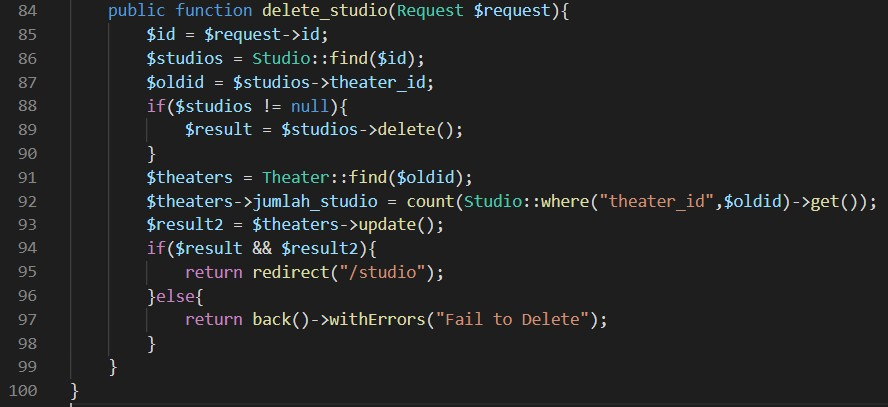 84 public function delete_studio(Request $request){
85 $id = $request->id;
86 $studios = Studio::find($id);
87 $oldid = $studios->theater_id;
88 if($studios != null){
89 $result = $studios->delete();
90 }
91 $theaters = Theater::find($oldid);
92 $theaters->jumlah_studio = count(Studio::where("theater_id",$oldid)->get());
93 $result2 = $theaters->update();
94 if($result && $result2){
95 return redirect("/studio");
96 }else{
97 return back()->withErrors("Fail to Delete");
98 }
99 }
100 }